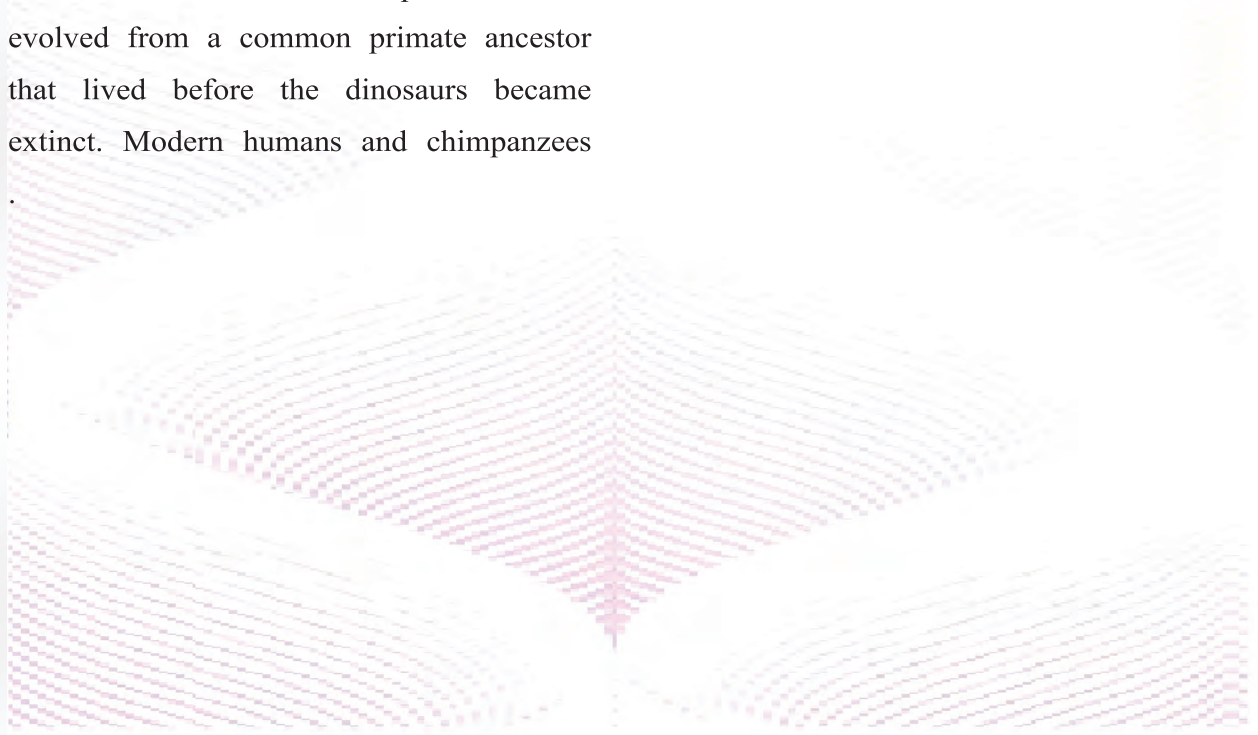 evolved from a common primate ancestor
that lived before the dinosaurs became
extinct. Modern humans and chimpanzees
.